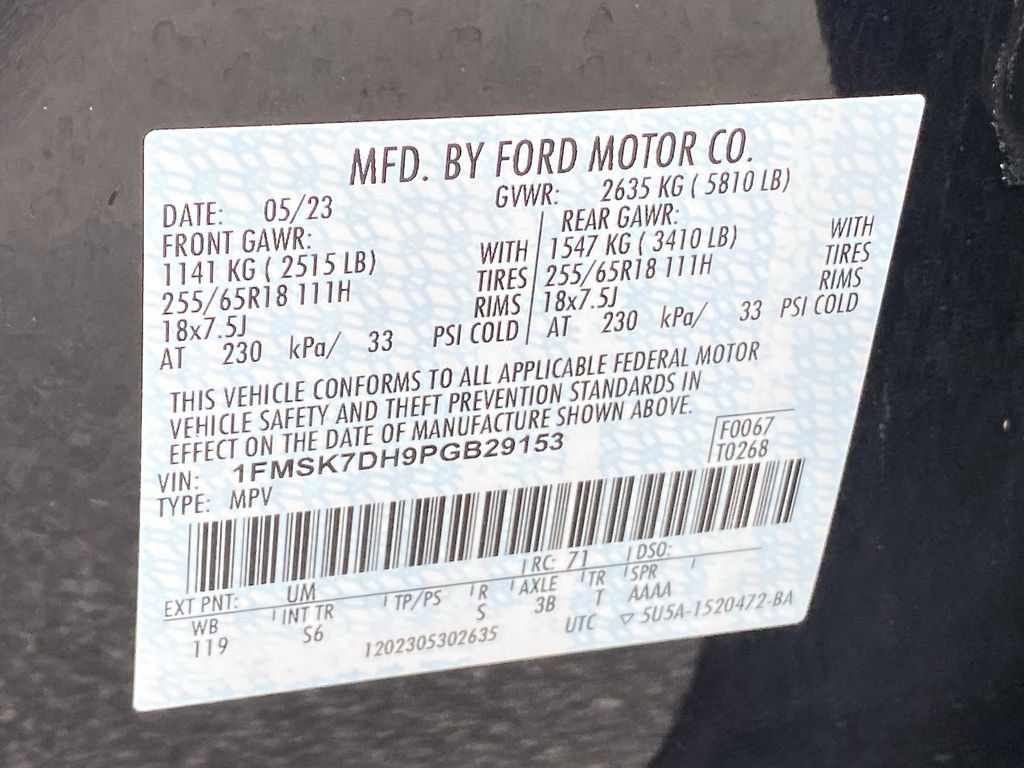 MFD. BY FORD MOTOR CO.
DATE: 05/23 GVWR: 2635 KG ( 5810 LB)
FRONT GAWR: REAR GAWR:
1141 KG ( 2515 LB) WITH 1547 KG ( 3410 LB) WITH
255/65R18 111H TIRES 255/65R18 111H TIRES
18x7.5J RIMS 18x7.5J RIMS
AT 230 kPa/ 33 PSI COLD AT 230 kPa/ 33 PSI COLD
THIS VEHICLE CONFORMS TO ALL APPLICABLE FEDERAL MOTOR
VEHICLE SAFETY AND THEFT PREVENTION STANDARDS IN
EFFECT ON THE DATE OF MANUFACTURE SHOWN ABOVE.
VIN: 1FMSK7DH9PGB29153 F0067
TYPE: MPV T0268
EXT PNT: UM RC: 71 DSO:
WB INT TR TP/PS R AXLE TR SPR
119 S6 S 3B T AAAA
1202305302635 UTC ▽ 5U5A-1520472-BA